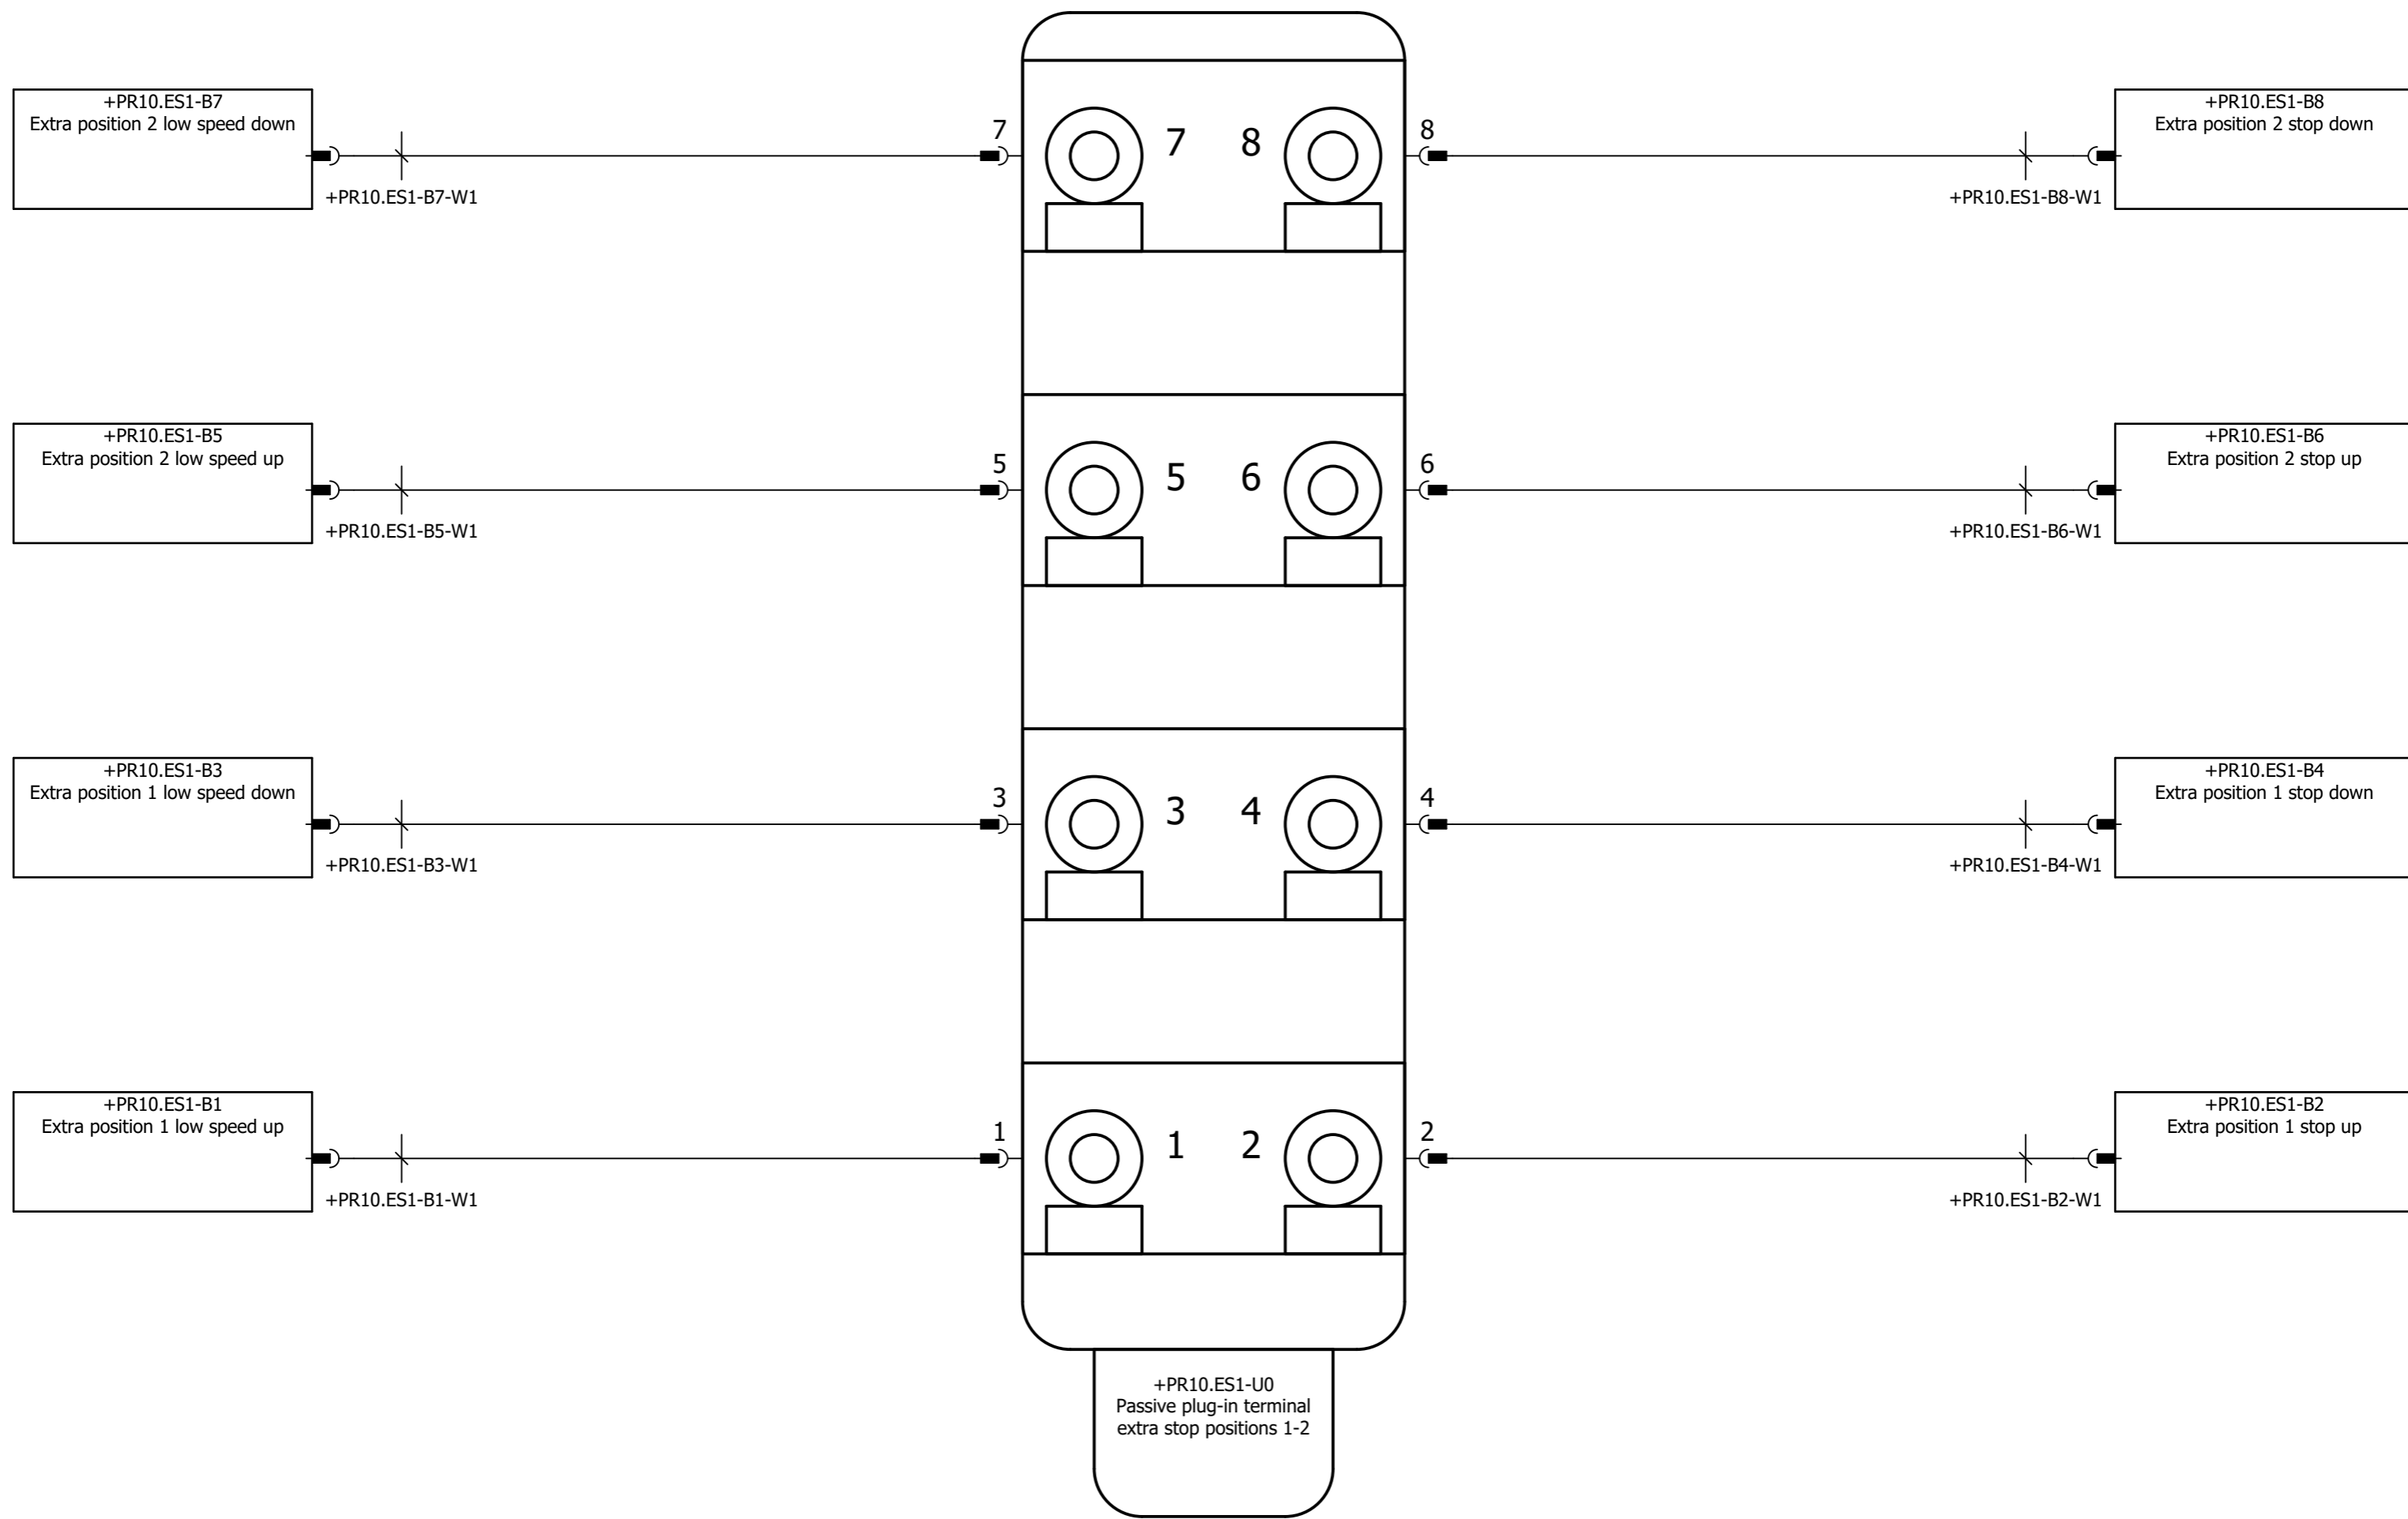 +PR10.ES1-B7
Extra position 2 low speed down
+PR10.ES1-B7-W1
7
7
8
8
+PR10.ES1-B8
Extra position 2 stop down
+PR10.ES1-B8-W1
+PR10.ES1-B5
Extra position 2 low speed up
+PR10.ES1-B5-W1
5
5
6
6
+PR10.ES1-B6
Extra position 2 stop up
+PR10.ES1-B6-W1
+PR10.ES1-B3
Extra position 1 low speed down
+PR10.ES1-B3-W1
3
3
4
4
+PR10.ES1-B4
Extra position 1 stop down
+PR10.ES1-B4-W1
+PR10.ES1-B1
Extra position 1 low speed up
+PR10.ES1-B1-W1
1
1
2
2
+PR10.ES1-B2
Extra position 1 stop up
+PR10.ES1-B2-W1
+PR10.ES1-U0
Passive plug-in terminal
extra stop positions 1-2